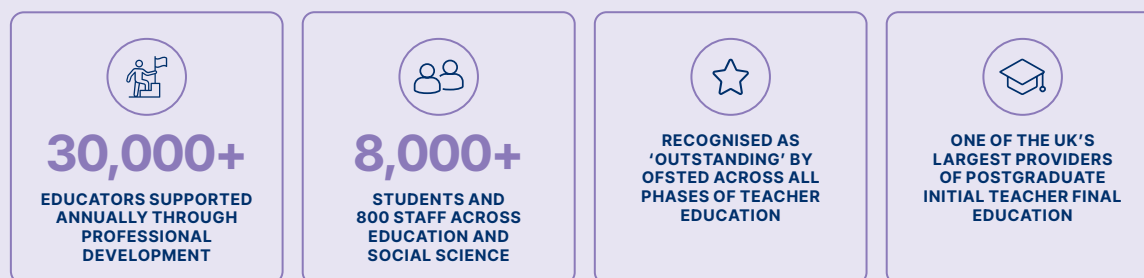 30,000+
EDUCATORS SUPPORTED
ANNUALLY THROUGH
PROFESSIONAL
DEVELOPMENT
8,000+
STUDENTS AND
800 STAFF ACROSS
EDUCATION AND
SOCIAL SCIENCE
RECOGNISED AS
‘OUTSTANDING’ BY
OFSTED ACROSS ALL
PHASES OF TEACHER
EDUCATION
ONE OF THE UK’S
LARGEST PROVIDERS
OF POSTGRADUATE
INITIAL TEACHER FINAL
EDUCATION